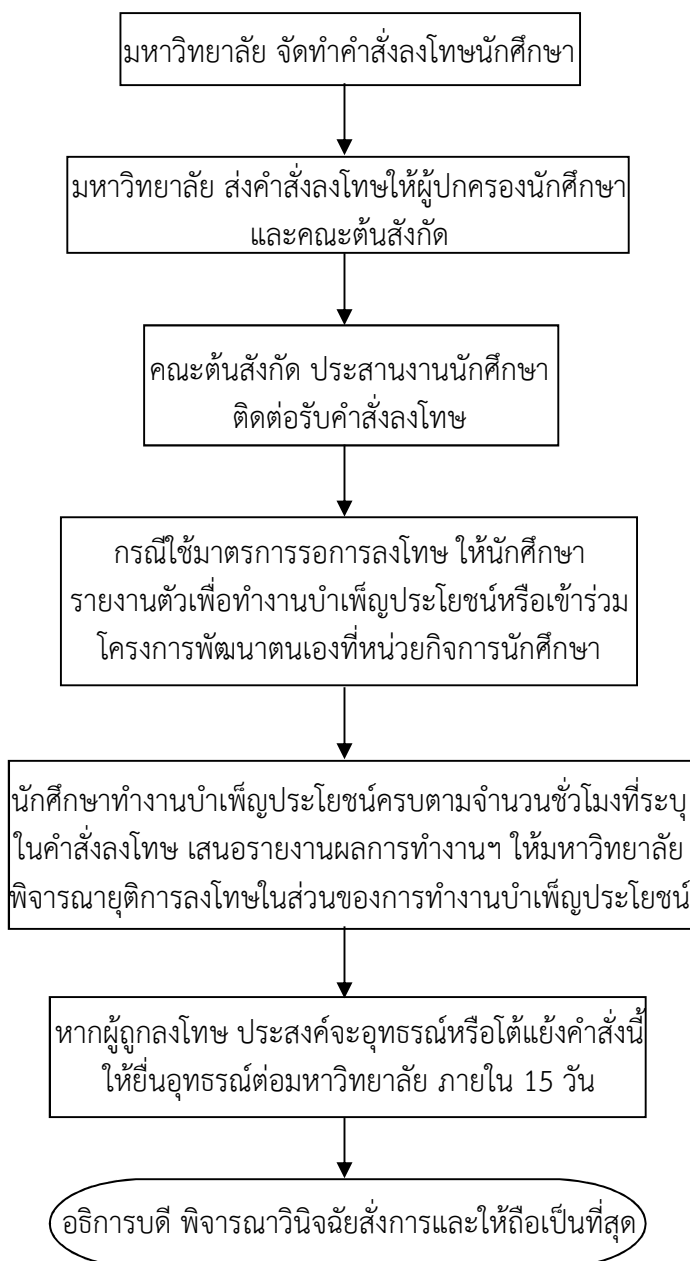 มหาวิทยาลัย จัดทำคำสั่งลงโทษนักศึกษา
มหาวิทยาลัย ส่งคำสั่งลงโทษให้ผู้ปกครองนักศึกษา
และคณะต้นสังกัด
คณะต้นสังกัด ประสานงานนักศึกษา
ติดต่อรับคำสั่งลงโทษ
กรณีใช้มาตรการรอการลงโทษ ให้นักศึกษา
รายงานตัวเพื่อทำงานบำเพ็ญประโยชน์หรือเข้าร่วม
โครงการพัฒนาตนเองที่หน่วยกิจการนักศึกษา
นักศึกษาทำงานบำเพ็ญประโยชน์ครบตามจำนวนชั่วโมงที่ระบุ
ในคำสั่งลงโทษ เสนอรายงานผลการทำงานฯ ให้มหาวิทยาลัย
พิจารณายุติการลงโทษในส่วนของการทำงานบำเพ็ญประโยชน์
หากผู้ถูกลงโทษ ประสงค์จะอุทธรณ์หรือโต้แย้งคำสั่งนี้
ให้ยื่นอุทธรณ์ต่อมหาวิทยาลัย ภายใน 15 วัน
อธิการบดี พิจารณาวินิจฉัยสั่งการและให้ถือเป็นที่สุด